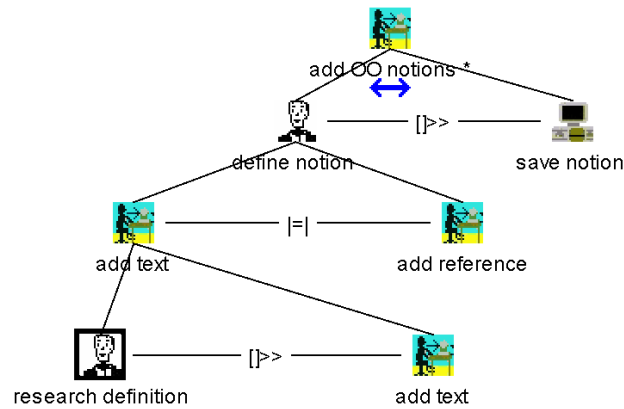 add OO notions *
[]>>
define notion
save notion
|=|
add text
add reference
[]>>
research definition
add text